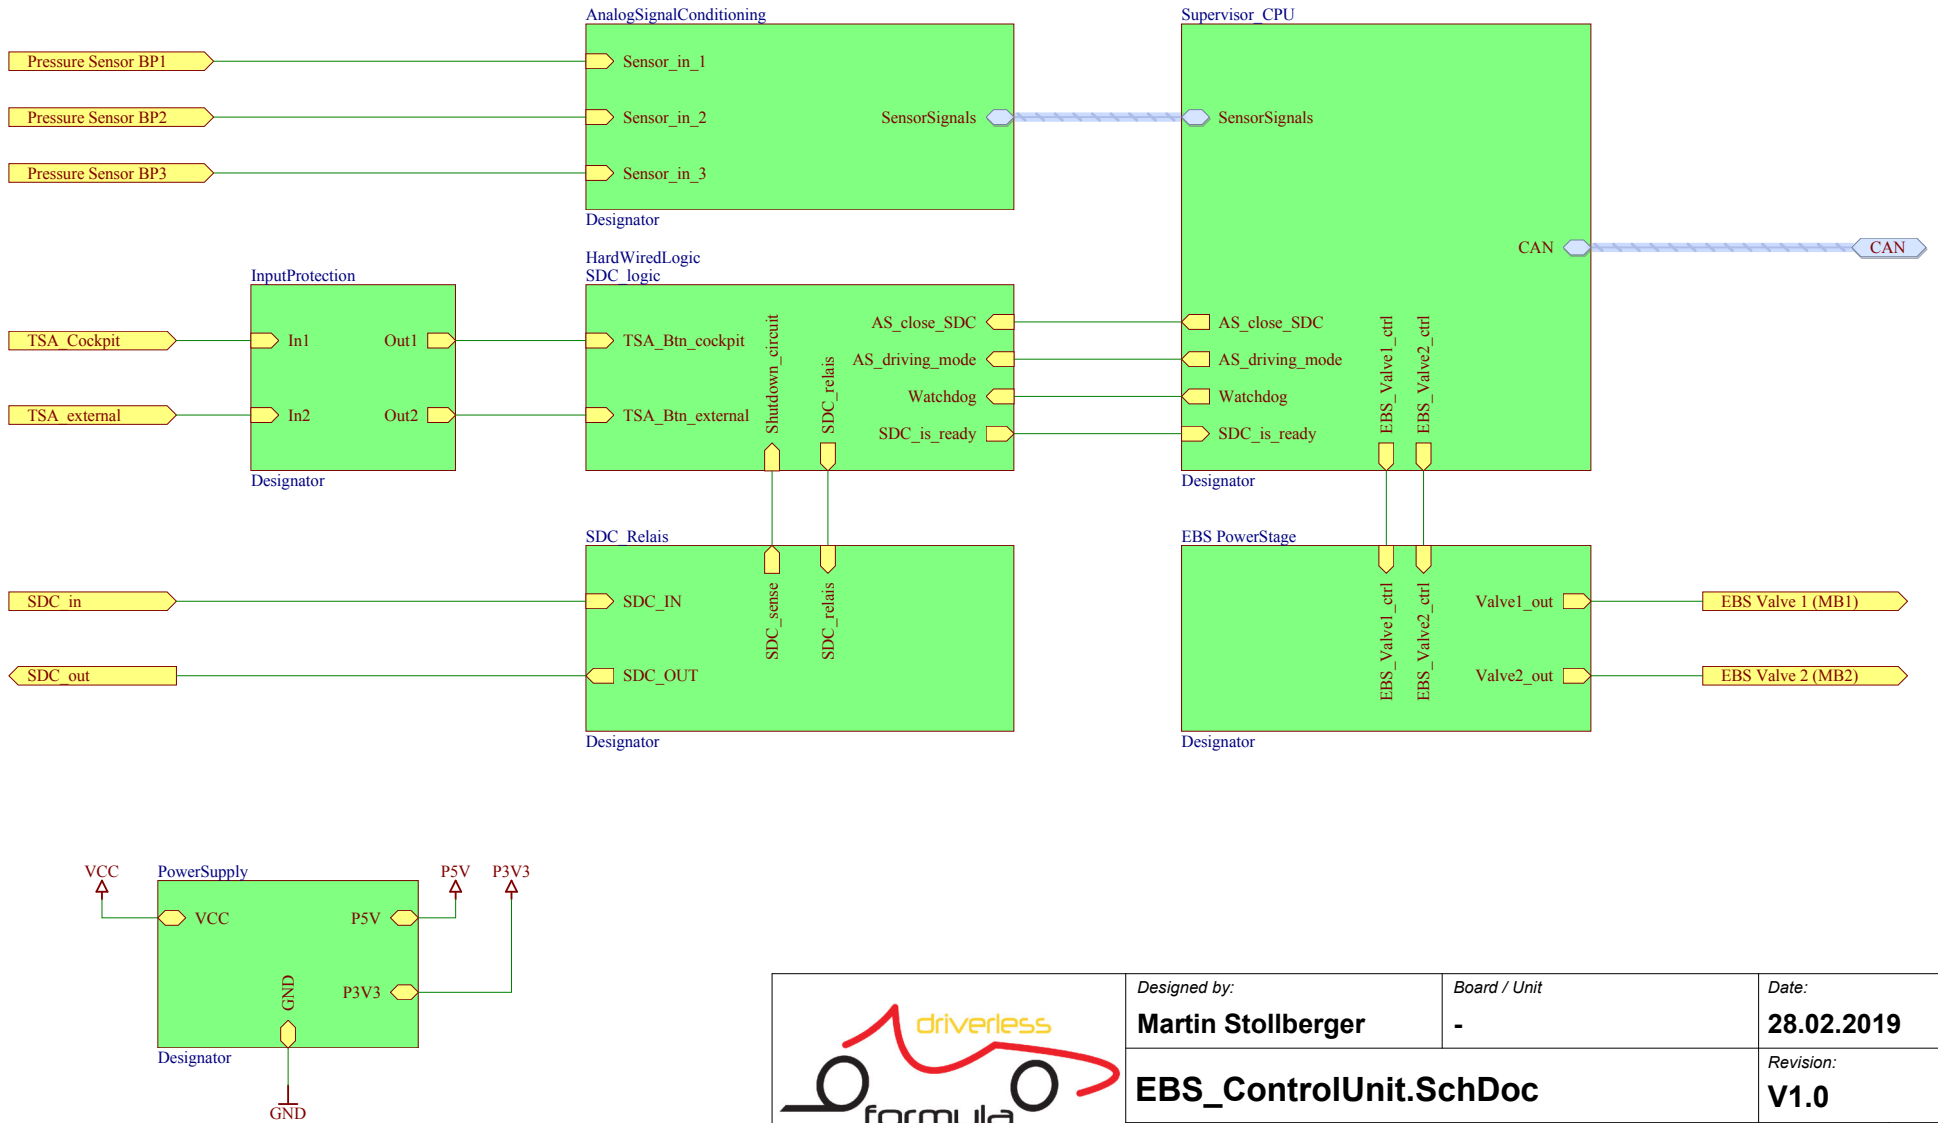 AnalogSignalConditioning
Pressure Sensor BP1
Sensor_in_1
Pressure Sensor BP2
Sensor_in_2
SensorSignals
Pressure Sensor BP3
Sensor_in_3
Designator
Supervisor_CPU
SensorSignals
CAN
CAN
AS_close_SDC
AS_driving_mode
Watchdog
SDC_is_ready
EBS_Valve1_ctrl
EBS_Valve2_ctrl
Designator
InputProtection
TSA_Cockpit
In1
Out1
TSA_external
In2
Out2
Designator
HardWiredLogic
SDC_logic
TSA_Btn_cockpit
TSA_Btn_external
Shutdown_circuit
SDC_relais
AS_close_SDC
AS_driving_mode
Watchdog
SDC_is_ready
SDC_Relais
SDC_in
SDC_IN
SDC_out
SDC_OUT
SDC_sense
SDC_relais
Designator
EBS PowerStage
EBS_Valve1_ctrl
EBS_Valve2_ctrl
Valve1_out
EBS Valve 1 (MB1)
Valve2_out
EBS Valve 2 (MB2)
Designator
VCC
PowerSupply
P5V
P3V3
VCC
P5V
GND
P3V3
Designator
GND
driverless
formula
Designed by:
Martin Stollberger
Board / Unit
-
Date:
28.02.2019
EBS_ControlUnit.SchDoc
Revision:
V1.0